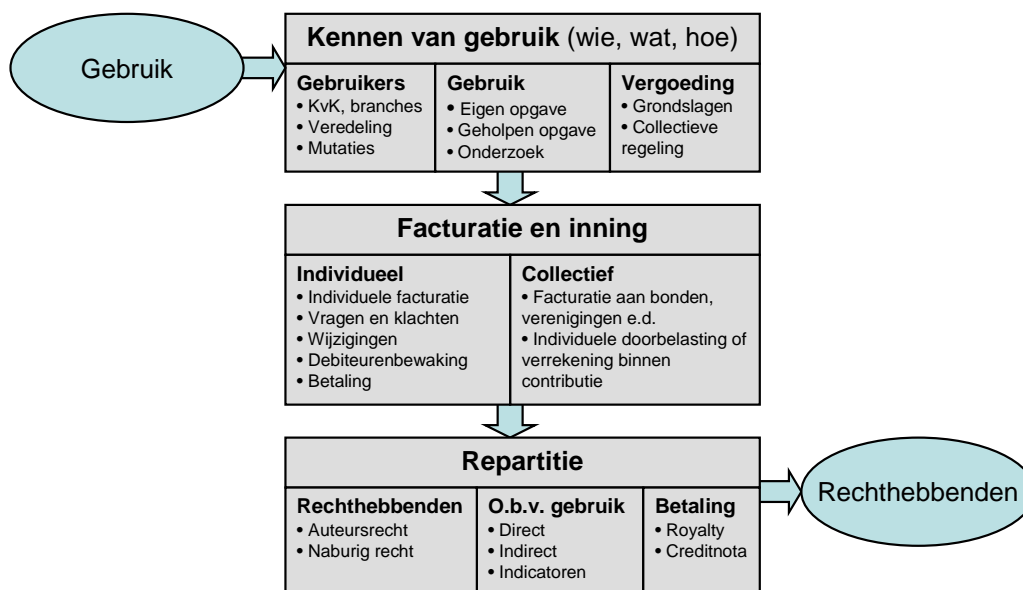 Gebruik
Kennen van gebruik (wie, wat, hoe)
Gebruikers
• KvK, branches
• Veredeling
• Mutaties
Gebruik
• Eigen opgave
• Geholpen opgave
• Onderzoek
Vergoeding
• Grondslagen
• Collectieve
regeling
Facturatie en inning
Individueel
• Individuele facturatie
• Vragen en klachten
• Wijzigingen
• Debiteurenbewaking
• Betaling
Collectief
• Facturatie aan bonden,
verenigingen e.d.
• Individuele doorbelasting of
verrekening binnen
contributie
Repartitie
Rechthebbenden
• Auteursrecht
• Naburig recht
O.b.v. gebruik
• Direct
• Indirect
• Indicatoren
Betaling
• Royalty
• Creditnota
Rechthebbenden